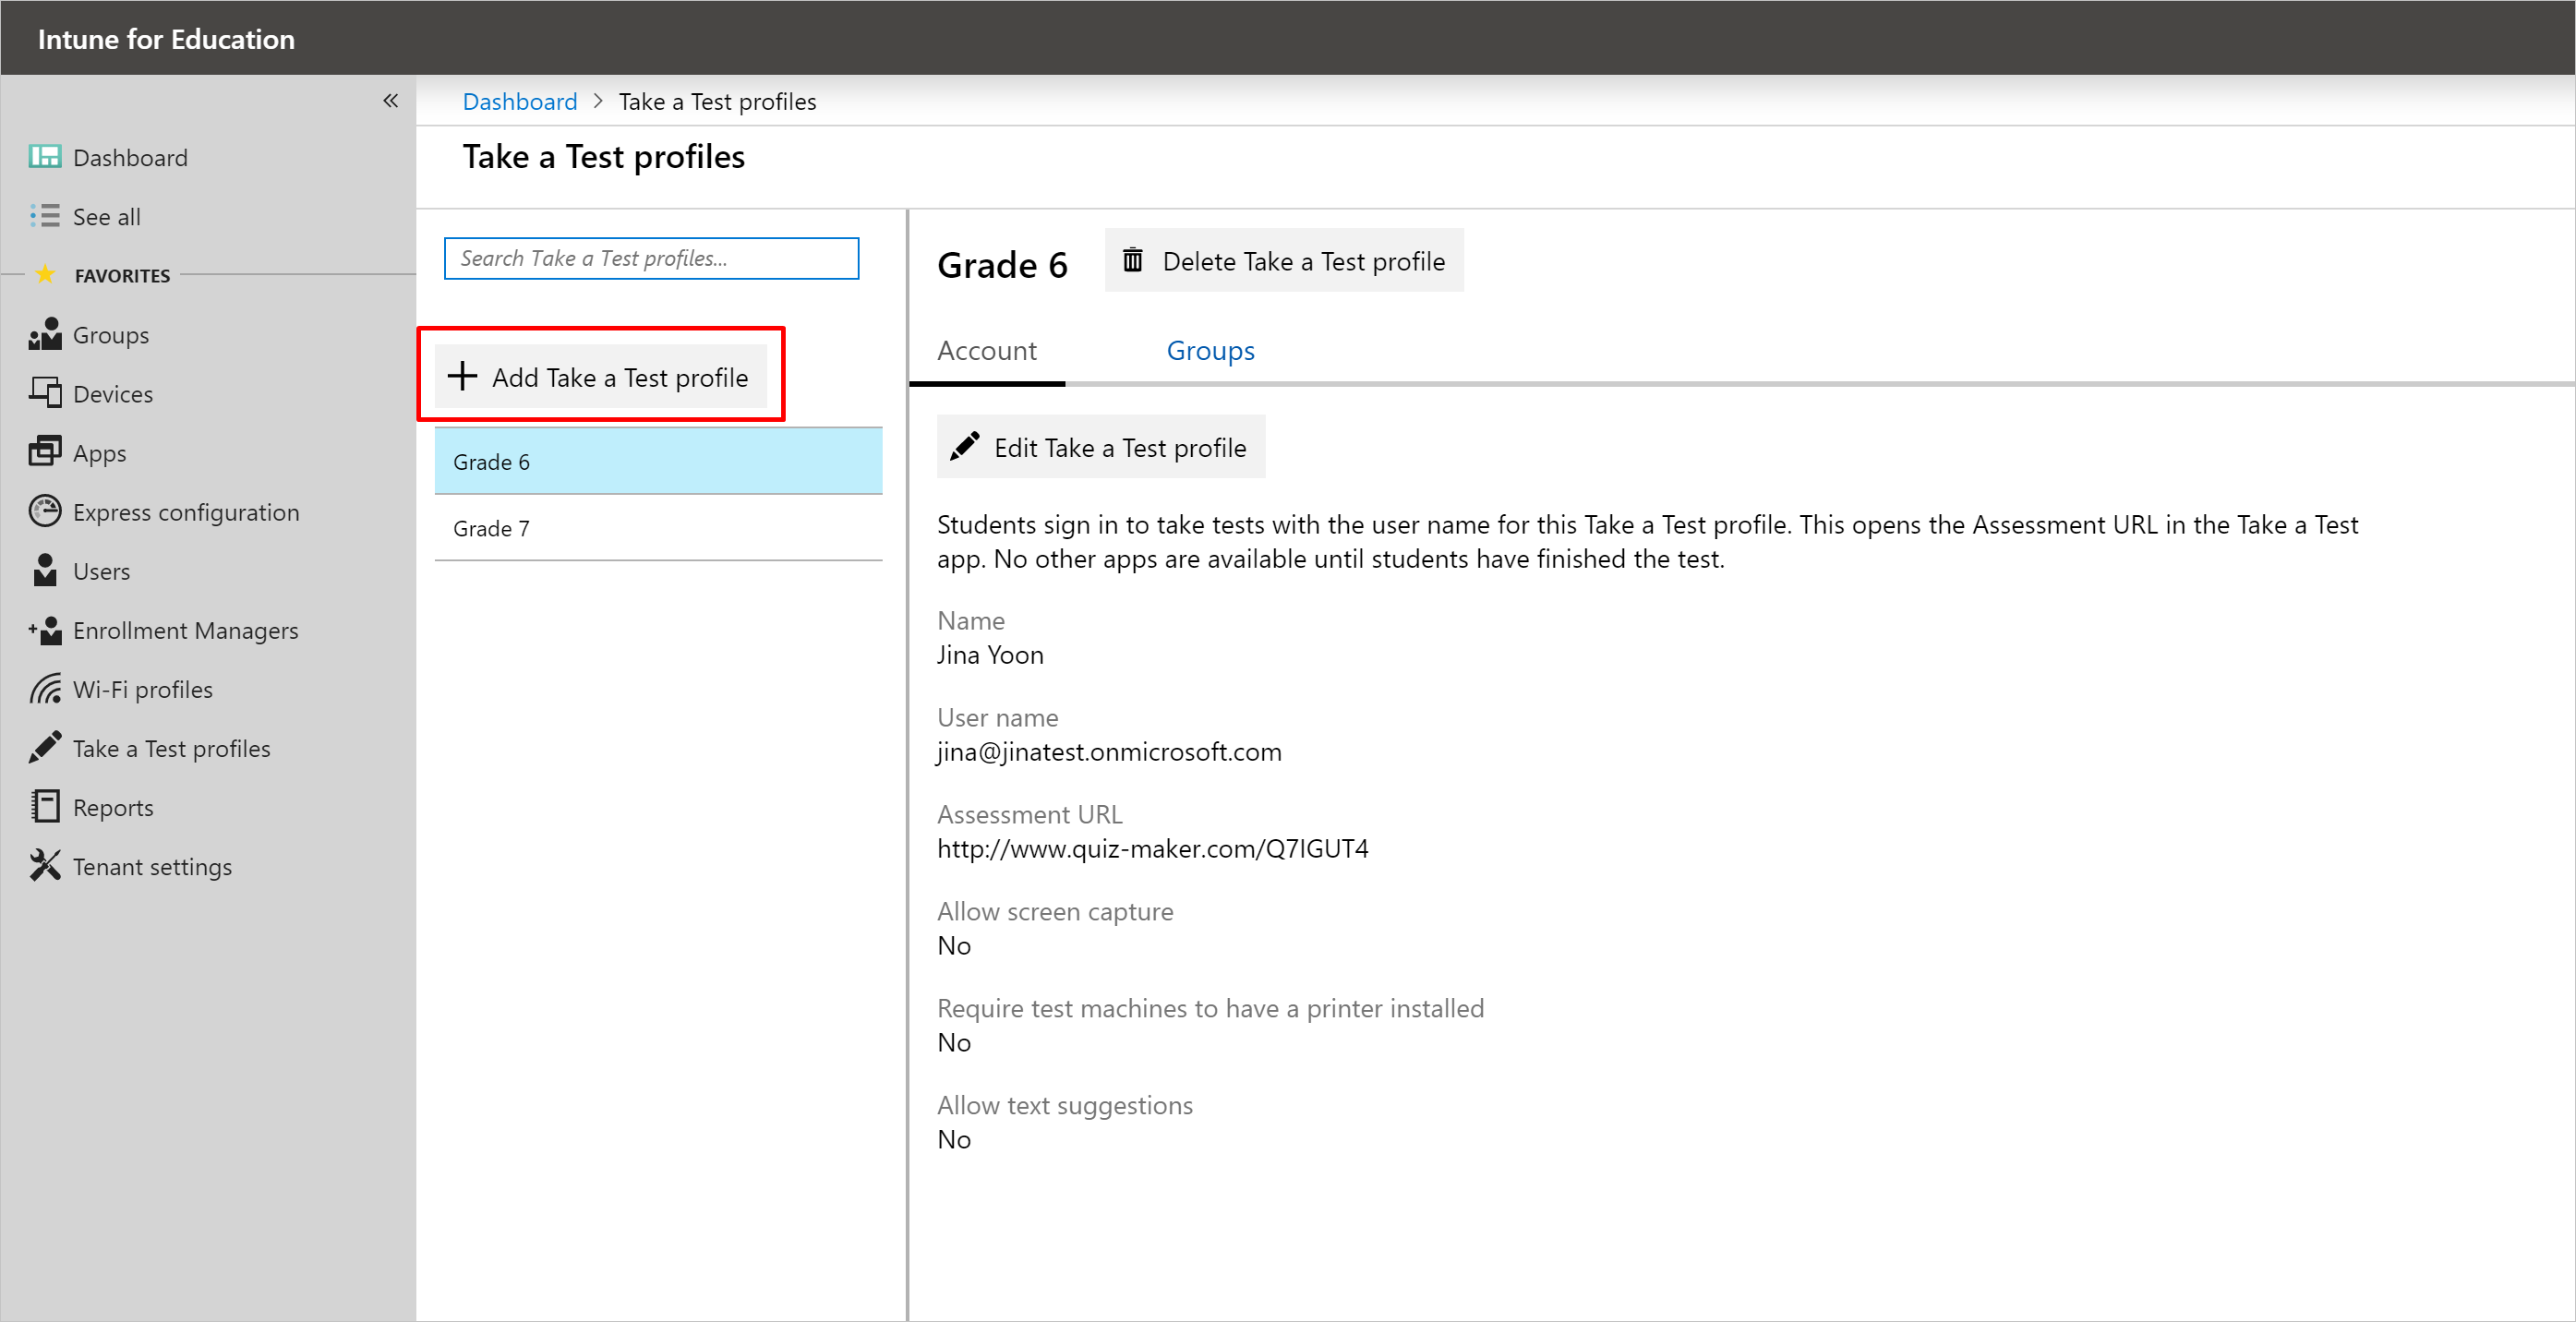 Intune for Education
«
Dashboard
See all
FAVORITES
Groups
Devices
Apps
Express configuration
Users
Enrollment Managers
Wi-Fi profiles
Take a Test profiles
Reports
Tenant settings
Dashboard > Take a Test profiles
Take a Test profiles
Search Take a Test profiles...
Add Take a Test profile
Grade 6
Grade 7
Grade 6
Delete Take a Test profile
Account Groups
Edit Take a Test profile
Students sign in to take tests with the user name for this Take a Test profile. This opens the Assessment URL in the Take a Test
app. No other apps are available until students have finished the test.
Name
Jina Yoon
User name
jina@jinatest.onmicrosoft.com
Assessment URL
http://www.quiz-maker.com/Q7IGUT4
Allow screen capture
No
Require test machines to have a printer installed
No
Allow text suggestions
No